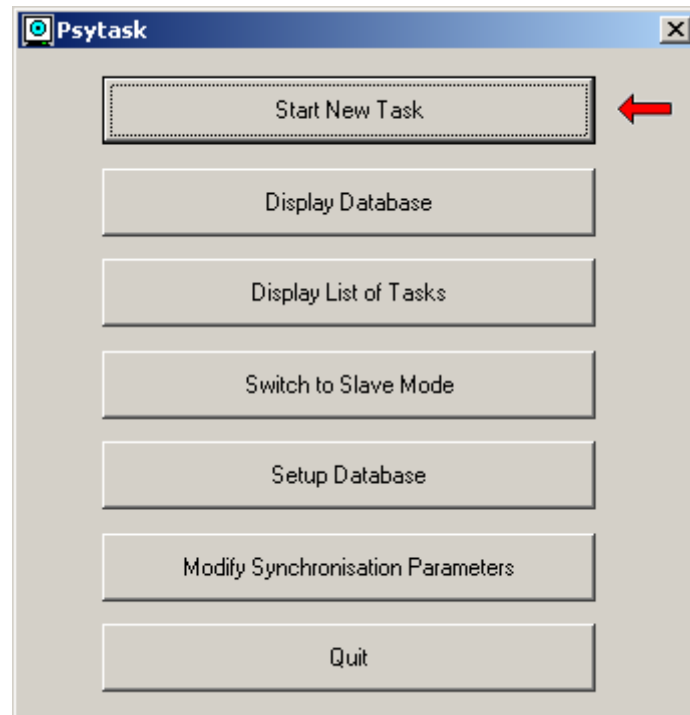 Psytask
Start New Task
Display Database
Display List of Tasks
Switch to Slave Mode
Setup Database
Modify Synchronisation Parameters
Quit